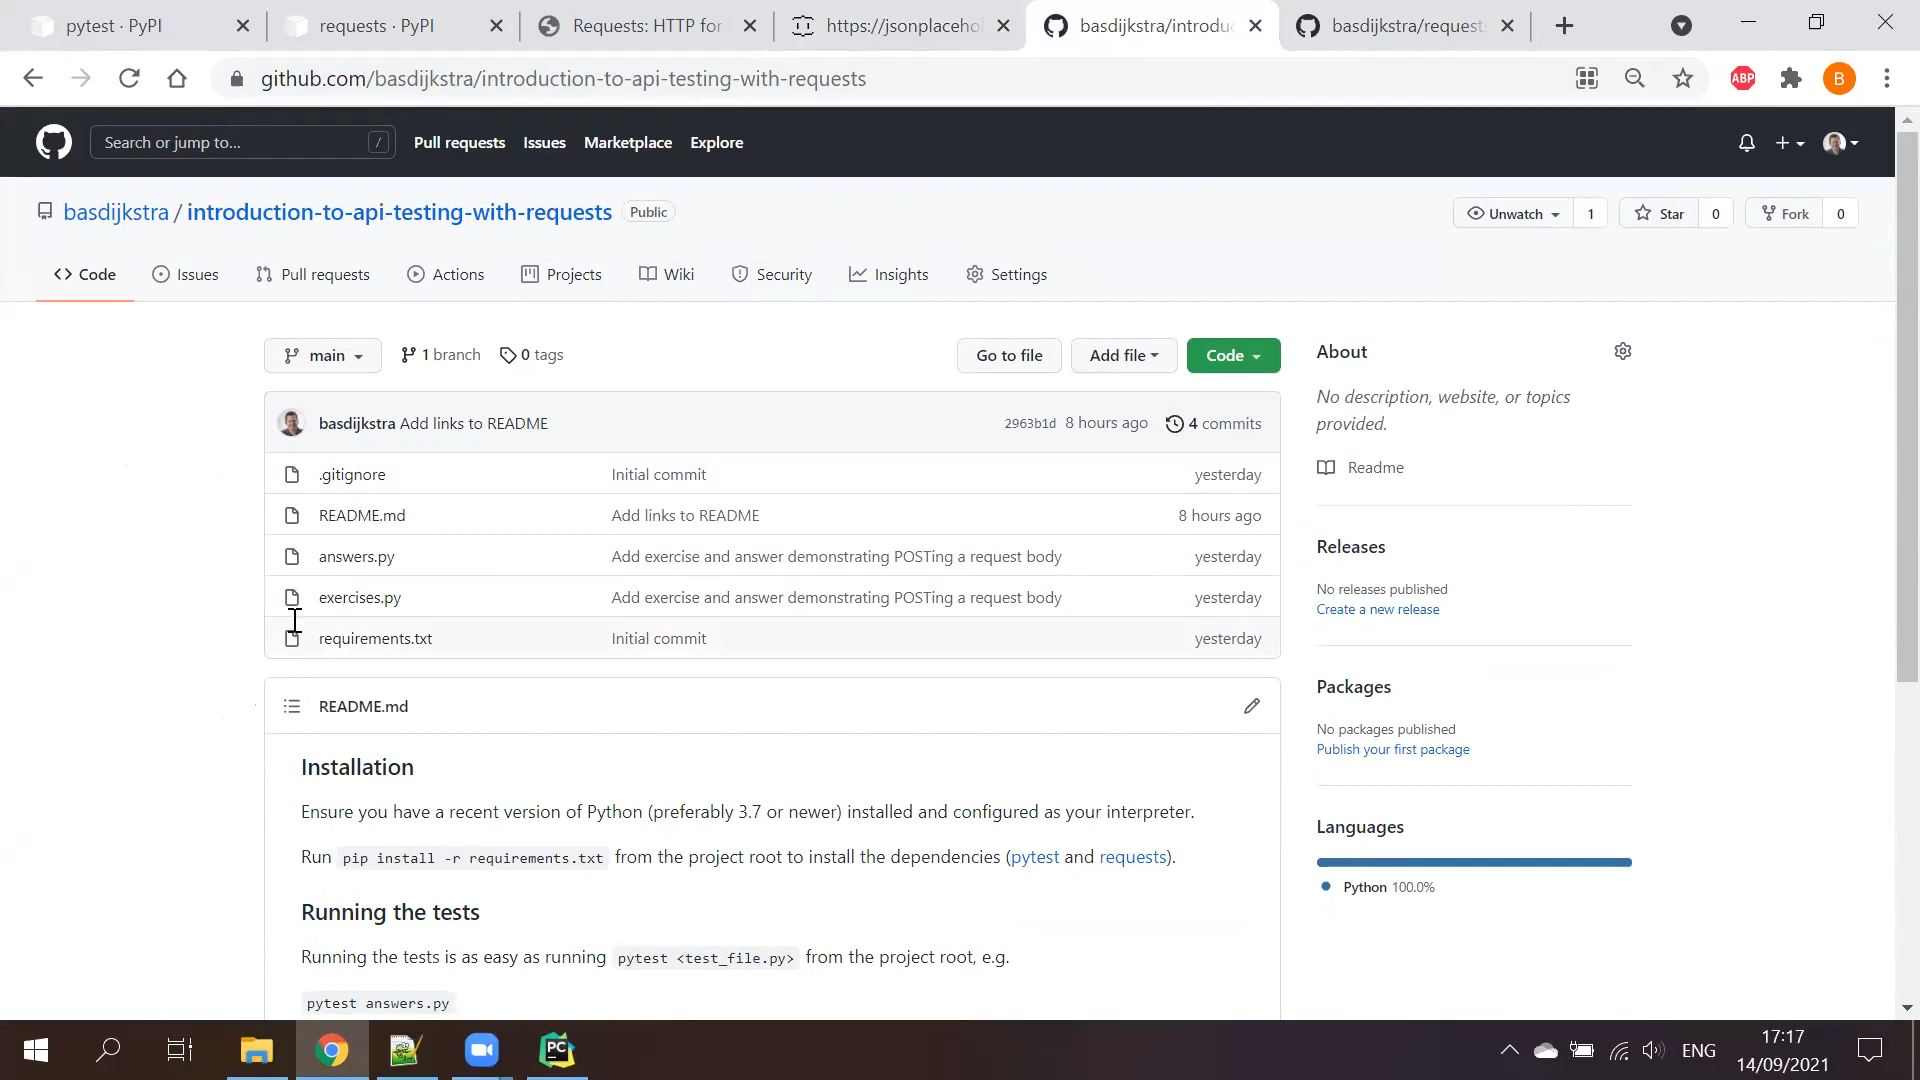 pytest · PyPI
requests · PyPI
Requests: HTTP for
https://jsonplacehol
basdijkstra/introduc
basdijkstra/request
github.com/basdijkstra/introduction-to-api-testing-with-requests
ABP
B
Search or jump to...
/
Pull requests
Issues
Marketplace
Explore
basdijkstra / introduction-to-api-testing-with-requests
Public
Unwatch
1
Star
0
Fork
0
Code
Issues
Pull requests
Actions
Projects
Wiki
Security
Insights
Settings
main
1 branch
0 tags
Go to file
Add file
Code
basdijkstra Add links to README
2963b1d 8 hours ago
4 commits
.gitignore Initial commit yesterday
README.md Add links to README 8 hours ago
answers.py Add exercise and answer demonstrating POSTing a request body yesterday
exercises.py Add exercise and answer demonstrating POSTing a request body yesterday
requirements.txt Initial commit yesterday
README.md
Installation
Ensure you have a recent version of Python (preferably 3.7 or newer) installed and configured as your interpreter.
Run pip install -r requirements.txt from the project root to install the dependencies (pytest and requests).
Running the tests
Running the tests is as easy as running pytest <test_file.py> from the project root, e.g.
pytest answers.py
About
No description, website, or topics
provided.
Readme
Releases
No releases published
Create a new release
Packages
No packages published
Publish your first package
Languages
Python 100.0%
PC
ENG
17:17
14/09/2021